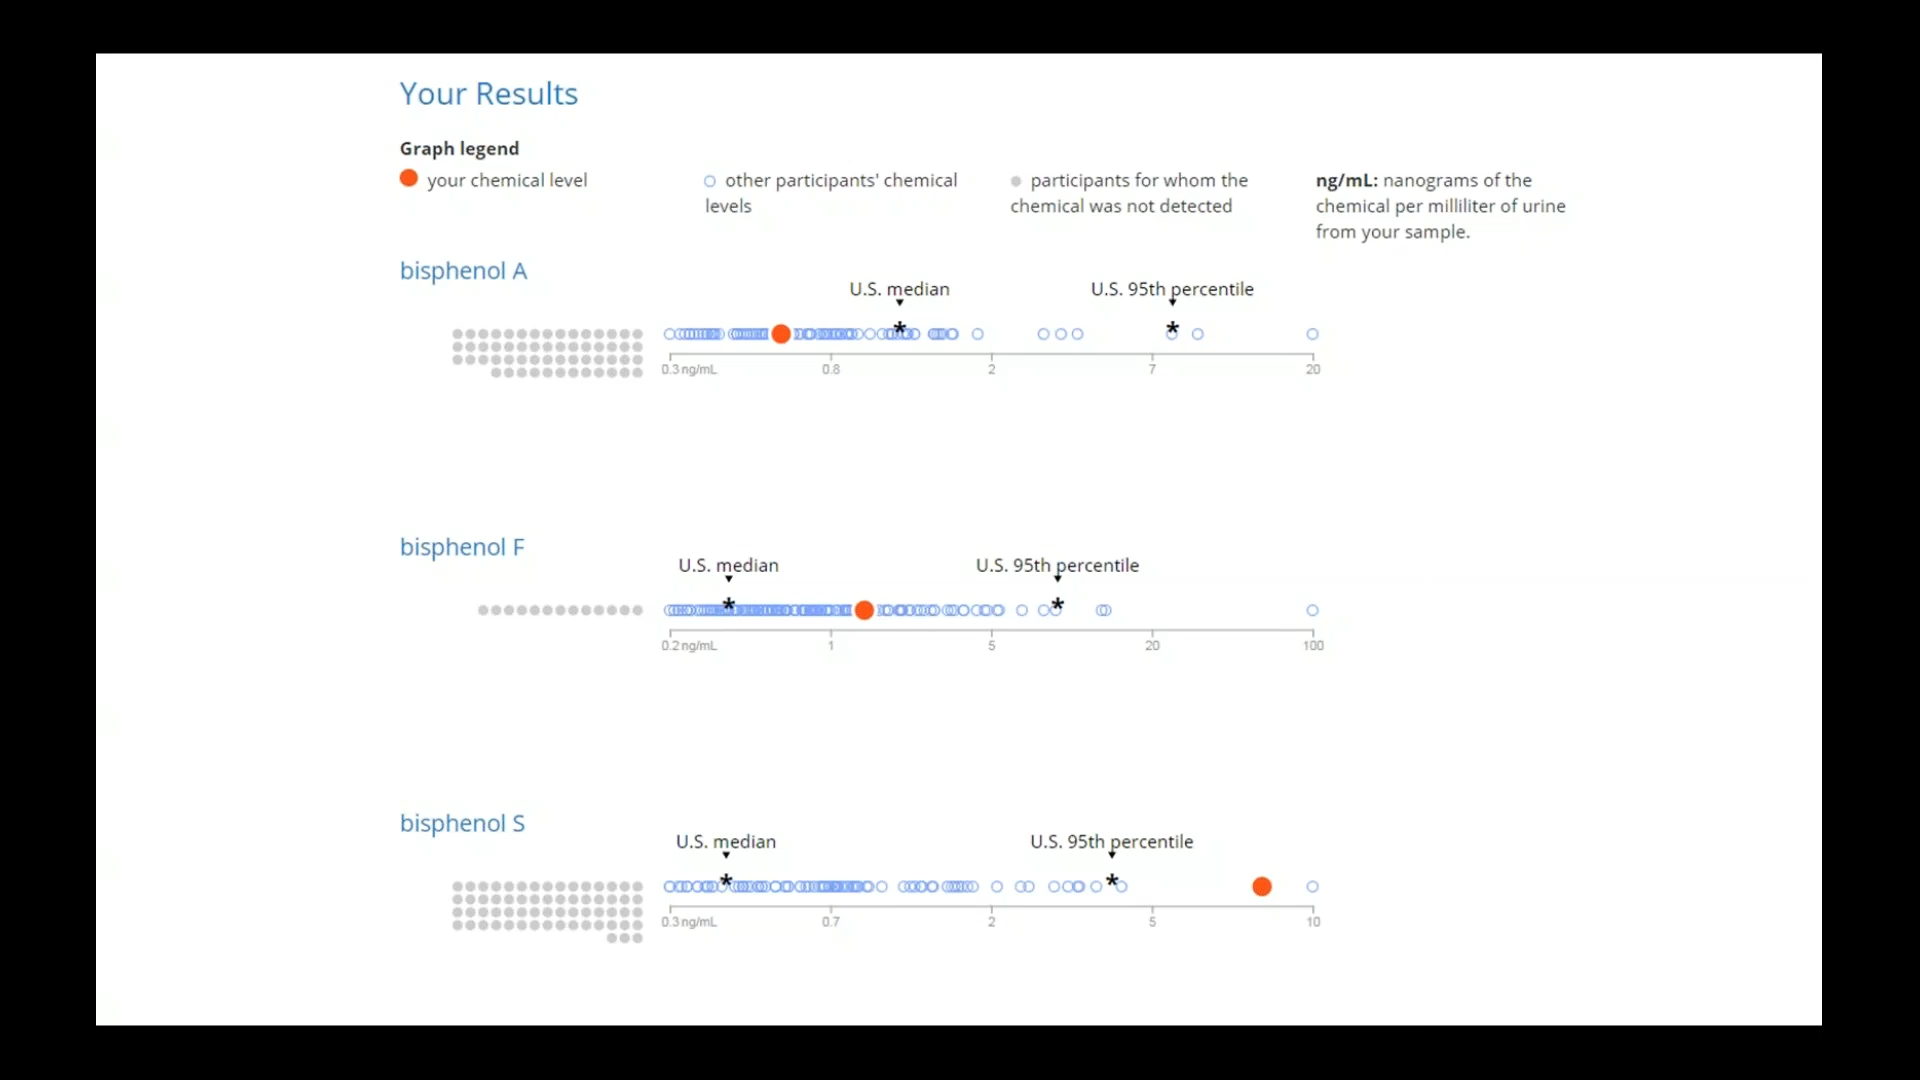 Your Results
Graph legend
your chemical level
other participants' chemical
levels
participants for whom the
chemical was not detected
ng/mL: nanograms of the
chemical per milliliter of urine
from your sample.
bisphenol A
U.S. median
U.S. 95th percentile
* *
0.3 ng/mL 0.8 2 7 20
bisphenol F
U.S. median
U.S. 95th percentile
* *
0.2 ng/mL 1 5 20 100
bisphenol S
U.S. median
U.S. 95th percentile
* *
0.3 ng/mL 0.7 2 5 10